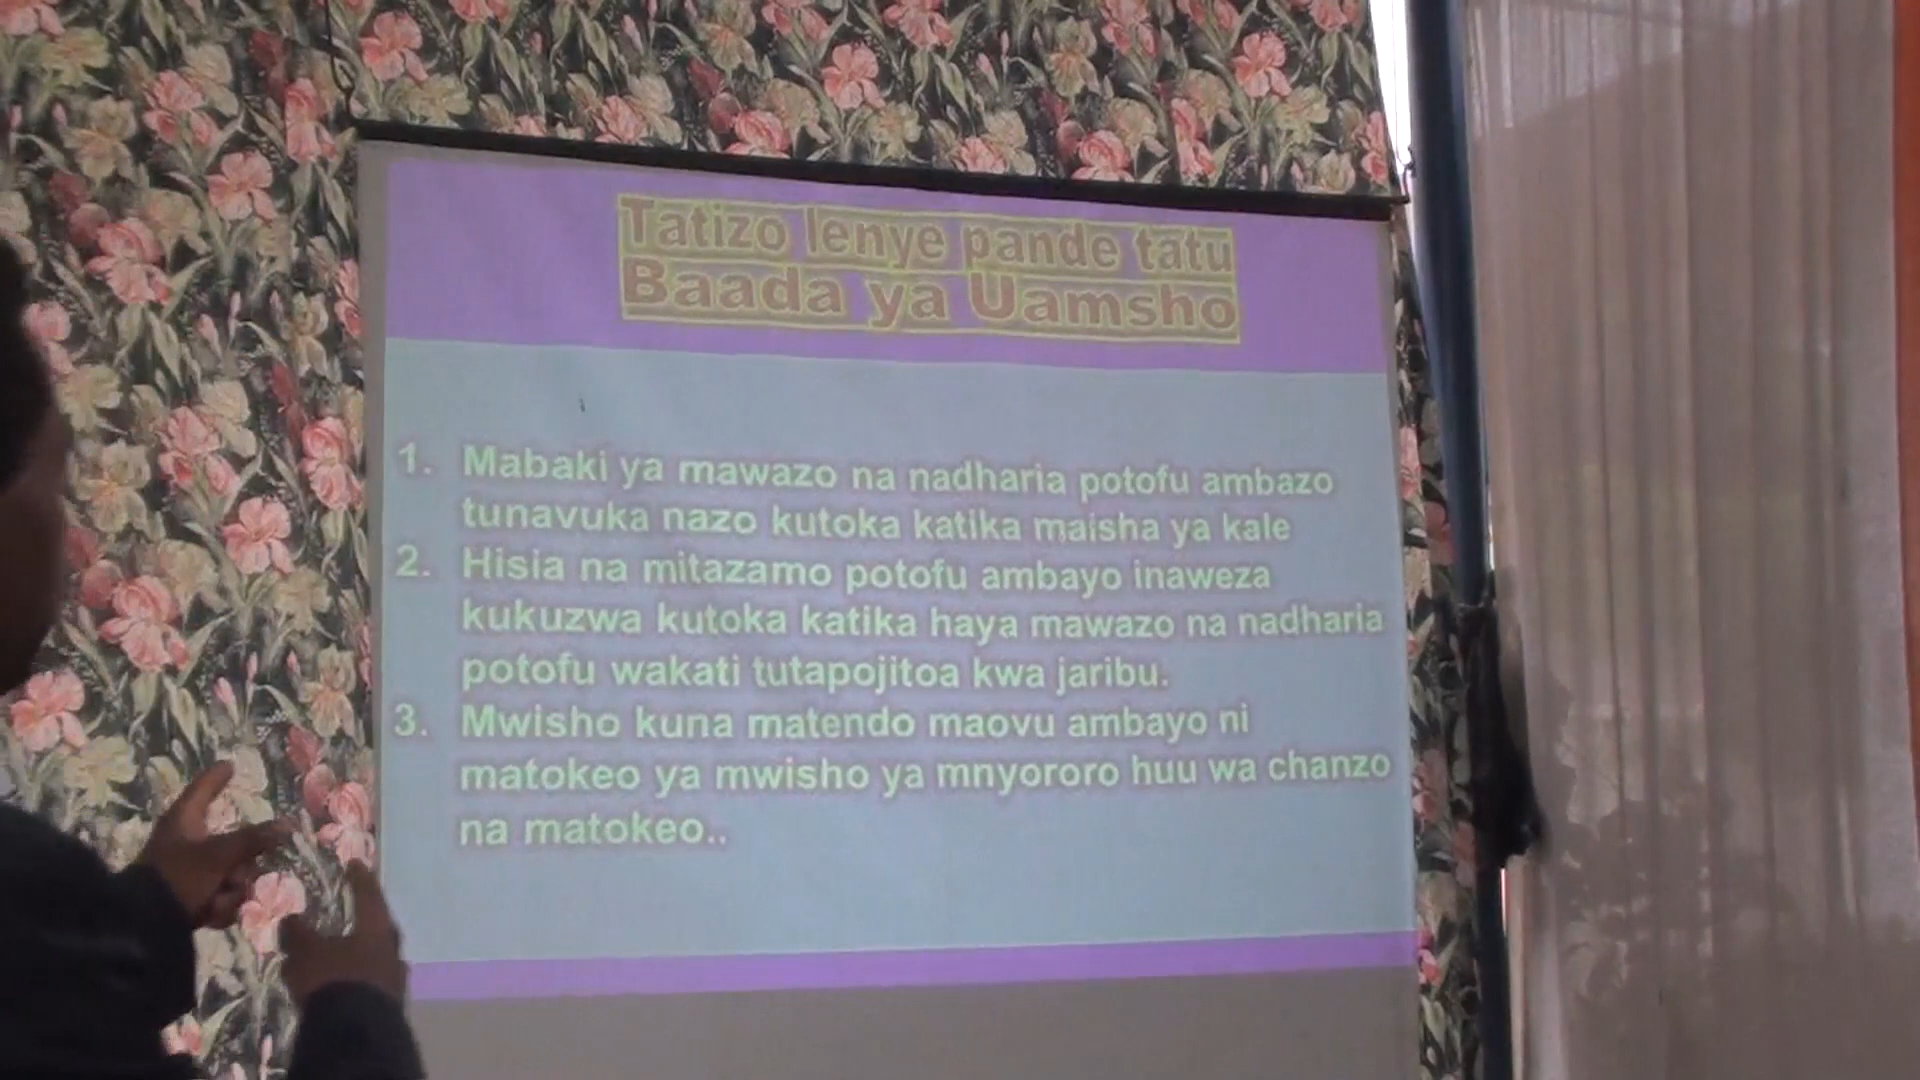 Tatizo lenye pande tatu
Baada ya Uamsho
1. Mabaki ya mawazo na nadharia potofu ambazo
tunavuka nazo kutoka katika maisha ya kale
2. Hisia na mitazamo potofu ambayo inaweza
kukuzwa kutoka katika haya mawazo na nadharia
potofu wakati tutapojitoa kwa jaribu.
3. Mwisho kuna matendo maovu ambayo ni
matokeo ya mwisho ya mnyororo huu wa chanzo
na matokeo..